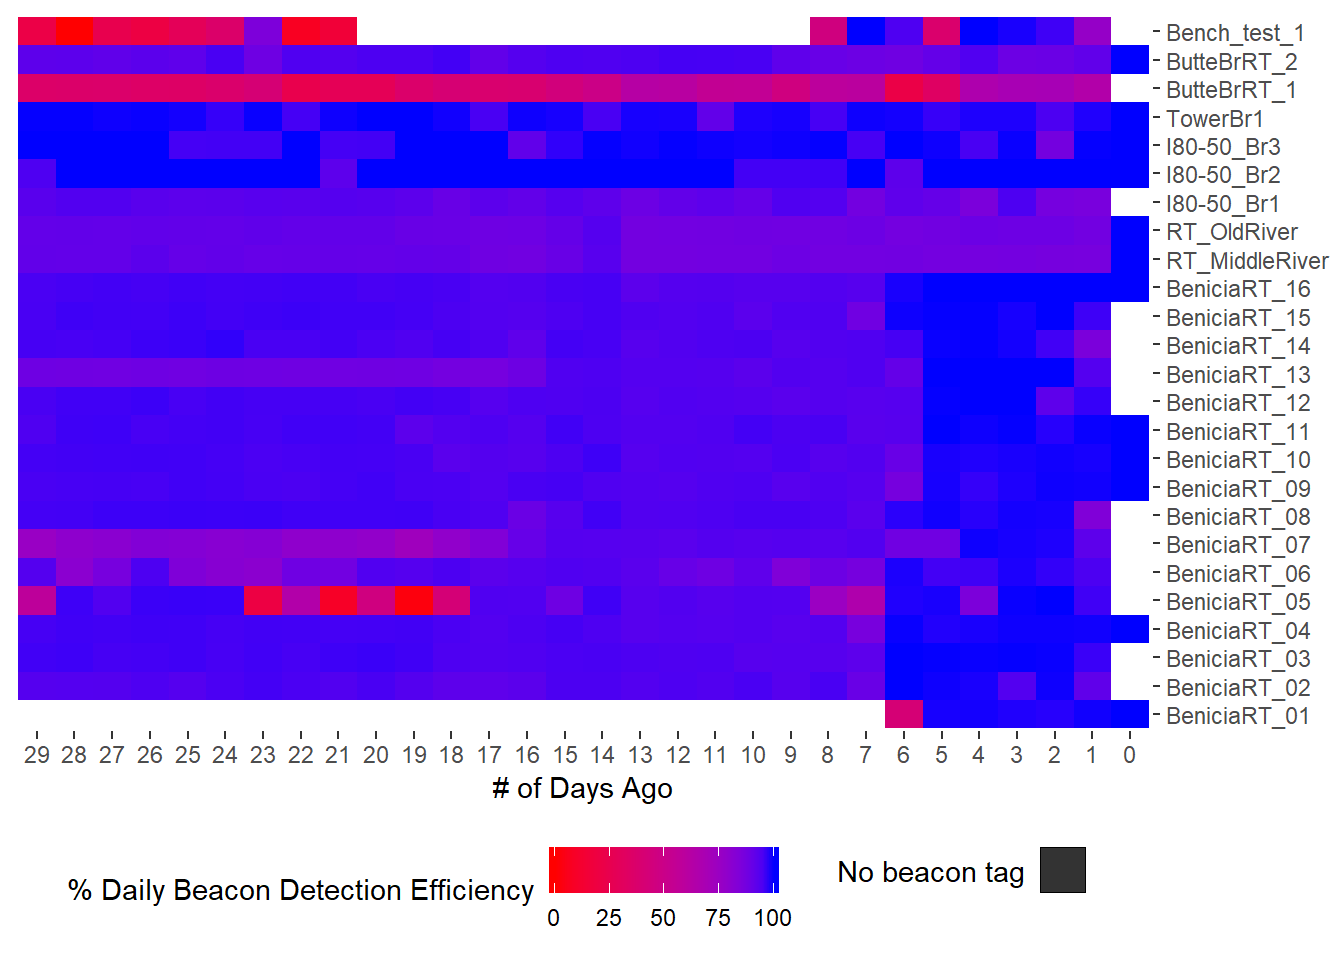 Bench_test_1
ButteBrRT_2
ButteBrRT_1
TowerBr1
I80-50_Br3
I80-50_Br2
I80-50_Br1
RT_OldRiver
RT_MiddleRiver
BeniciaRT_16
BeniciaRT_15
BeniciaRT_14
BeniciaRT_13
BeniciaRT_12
BeniciaRT_11
BeniciaRT_10
BeniciaRT_09
BeniciaRT_08
BeniciaRT_07
BeniciaRT_06
BeniciaRT_05
BeniciaRT_04
BeniciaRT_03
BeniciaRT_02
BeniciaRT_01
29 28 27 26 25 24 23 22 21 20 19 18 17 16 15 14 13 12 11 10 9 8 7 6 5 4 3 2 1 0
# of Days Ago
% Daily Beacon Detection Efficiency
0 25 50 75 100
No beacon tag